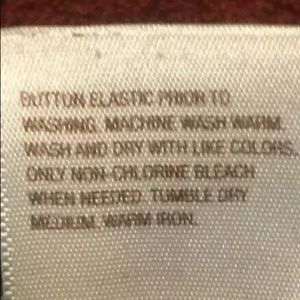 BUTTON ELASTIC PRIOR TO
WASHING. MACHINE WASH WARM.
WASH AND DRY WITH LIKE COLORS.
ONLY NON-CHLORINE BLEACH
WHEN NEEDED. TUMBLE DRY
MEDIUM. WARM IRON.